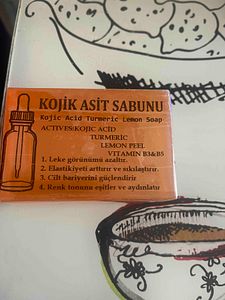 KOJİK ASİT SABUNU
Kojic Acid Turmeric Lemon Soap
ACTIVES:KOJIC ACID
TURMERIC
LEMON PEEL
VITAMIN B3&B5
1. Leke görünümü azaltır.
2. Elastikiyeti arttırır ve sıkılaştırır.
3. Cilt bariyerini güçlendirir
4. Renk tonunu eşitler ve aydınlatır